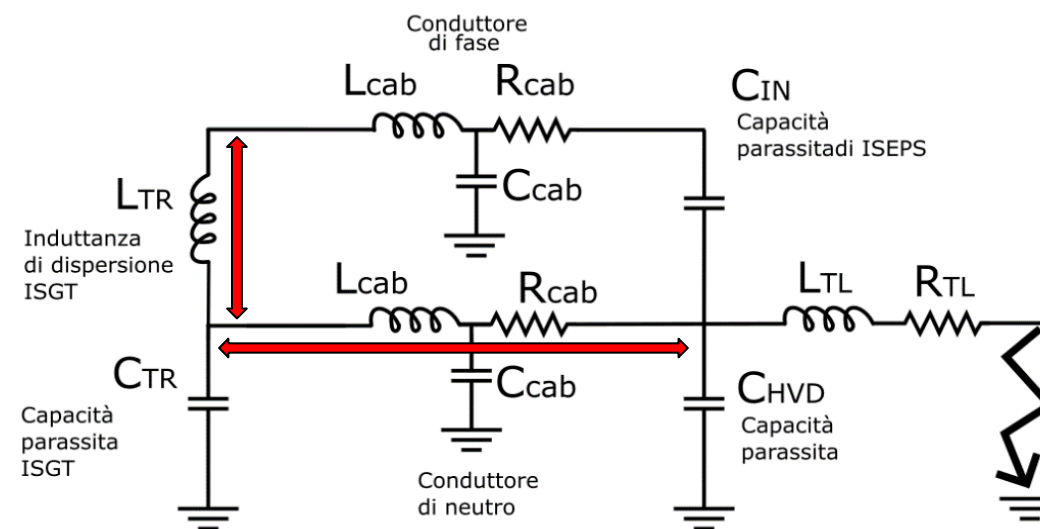 Conduttore
di fase
Lcab
Rcab
CIN
Capacità
parassitadi ISEPS
Ccab
LTR
Induttanza
di dispersione
ISGT
Lcab
Rcab
LTL
RTL
CTR
Ccab
CHVD
Capacità
parassita
ISGT
Capacità
parassita
Conduttore
di neutro